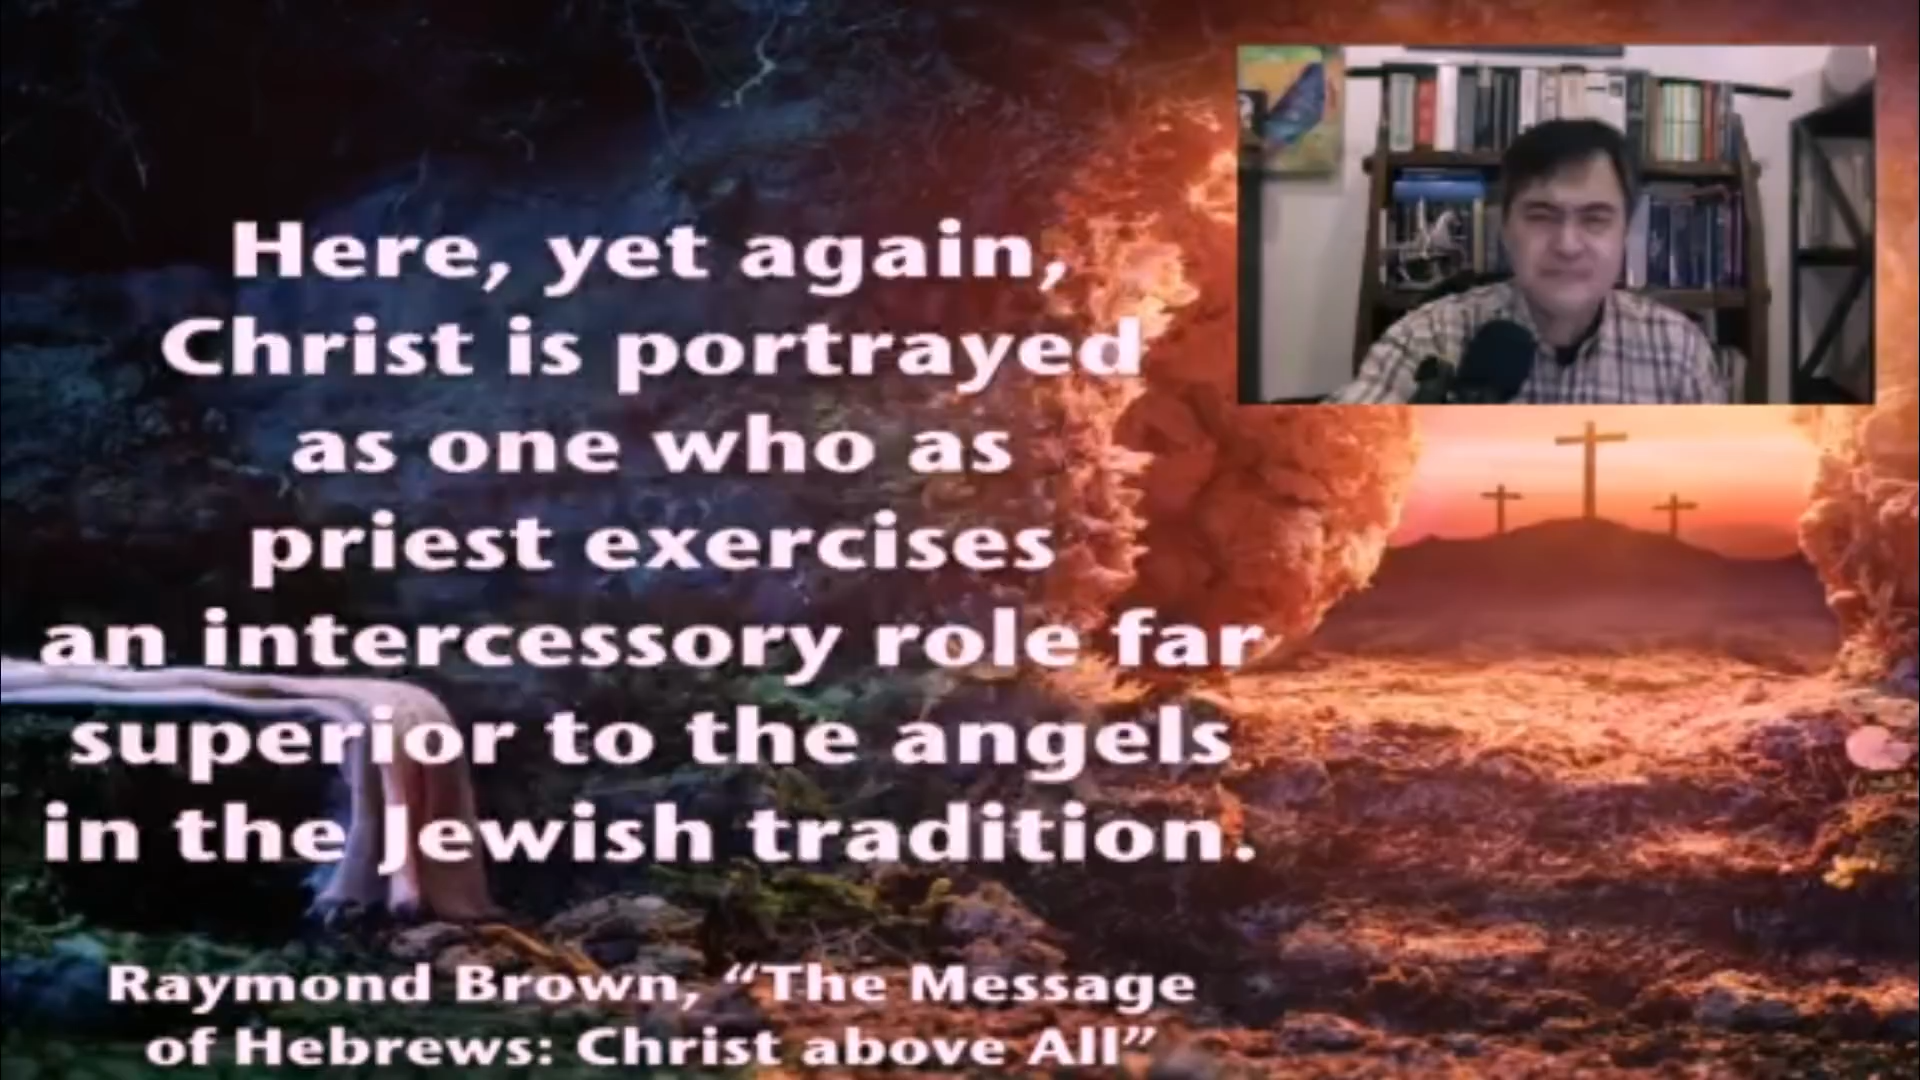 Here, yet again,
Christ is portrayed
as one who as
priest exercises
an intercessory role far
superior to the angels
in the Jewish tradition.
Raymond Brown, “The Message
of Hebrews: Christ above All”